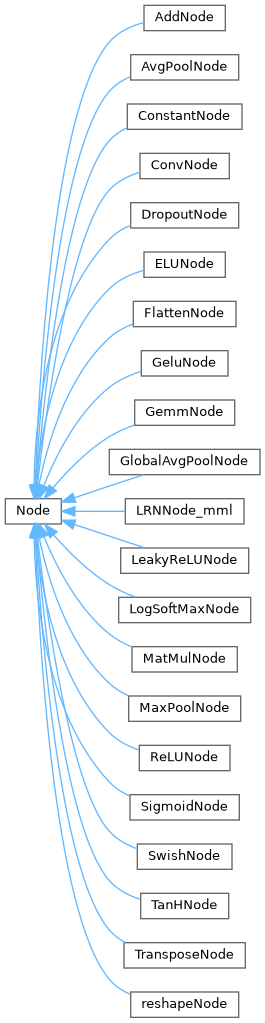 AddNode
AvgPoolNode
ConstantNode
ConvNode
DropoutNode
ELUNode
FlattenNode
GeluNode
GemmNode
GlobalAvgPoolNode
Node
LRNNode_mml
LeakyReLUNode
LogSoftMaxNode
MatMulNode
MaxPoolNode
ReLUNode
SigmoidNode
SwishNode
TanHNode
TransposeNode
reshapeNode